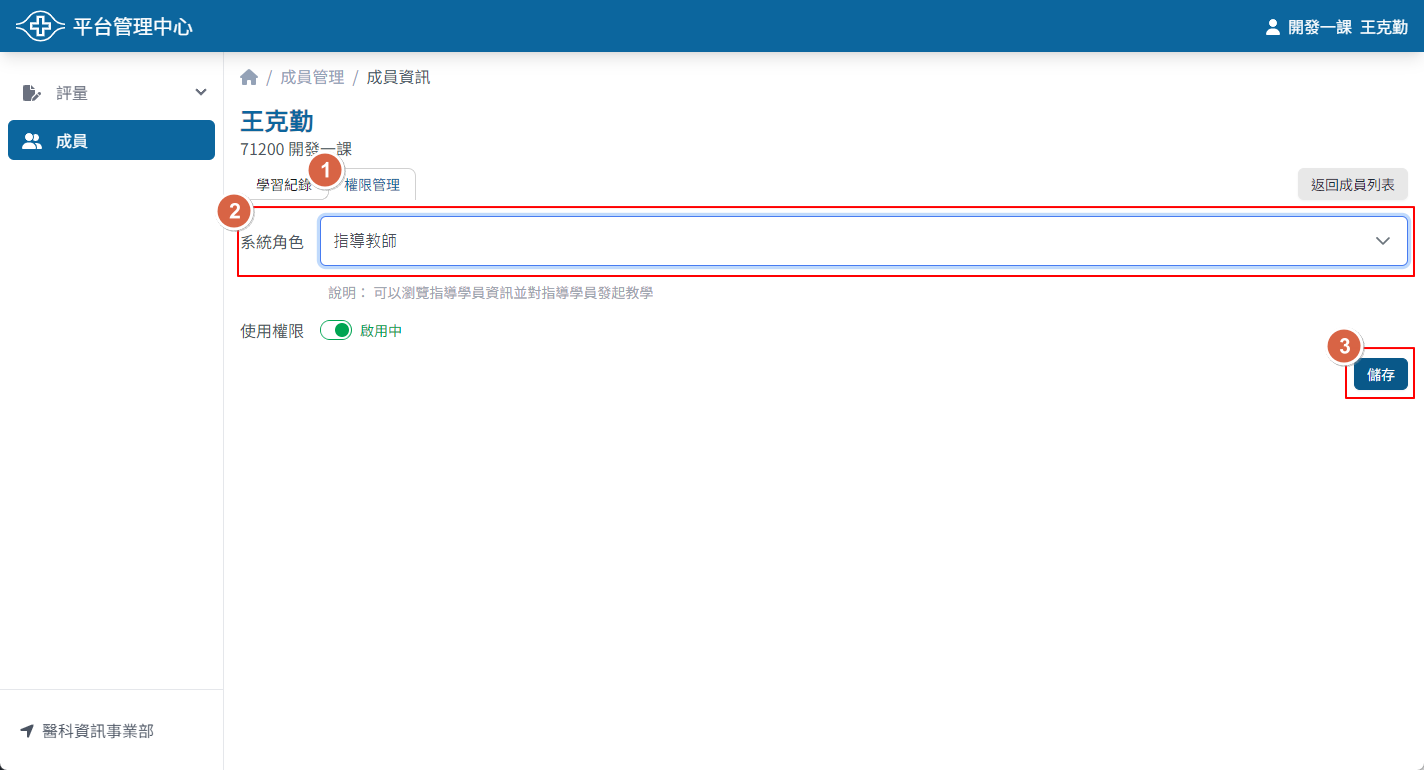 平台管理中心
開發一課 王克勤
評量
成員
/ 成員管理 / 成員資訊
王克勤
71200 開發一課
1
學習紀錄
權限管理
返回成員列表
2
系統角色
指導教師
說明： 可以瀏覽指導學員資訊並對指導學員發起教學
使用權限
啟用中
3
儲存
醫科資訊事業部